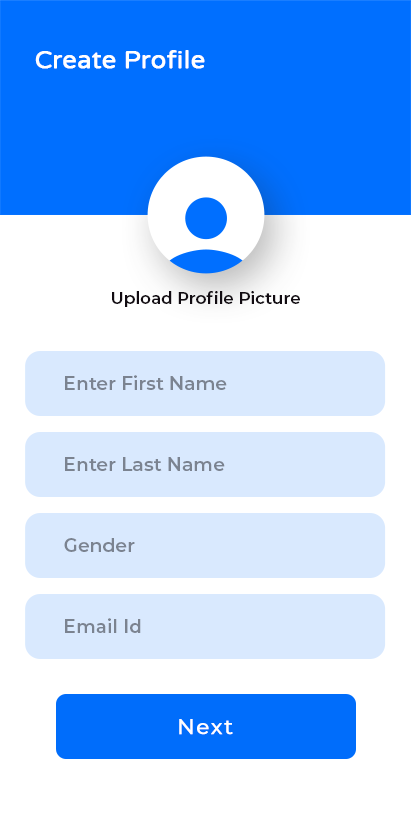 Create Profile
Upload Profile Picture
Enter First Name
Enter Last Name
Gender
Email Id
Next